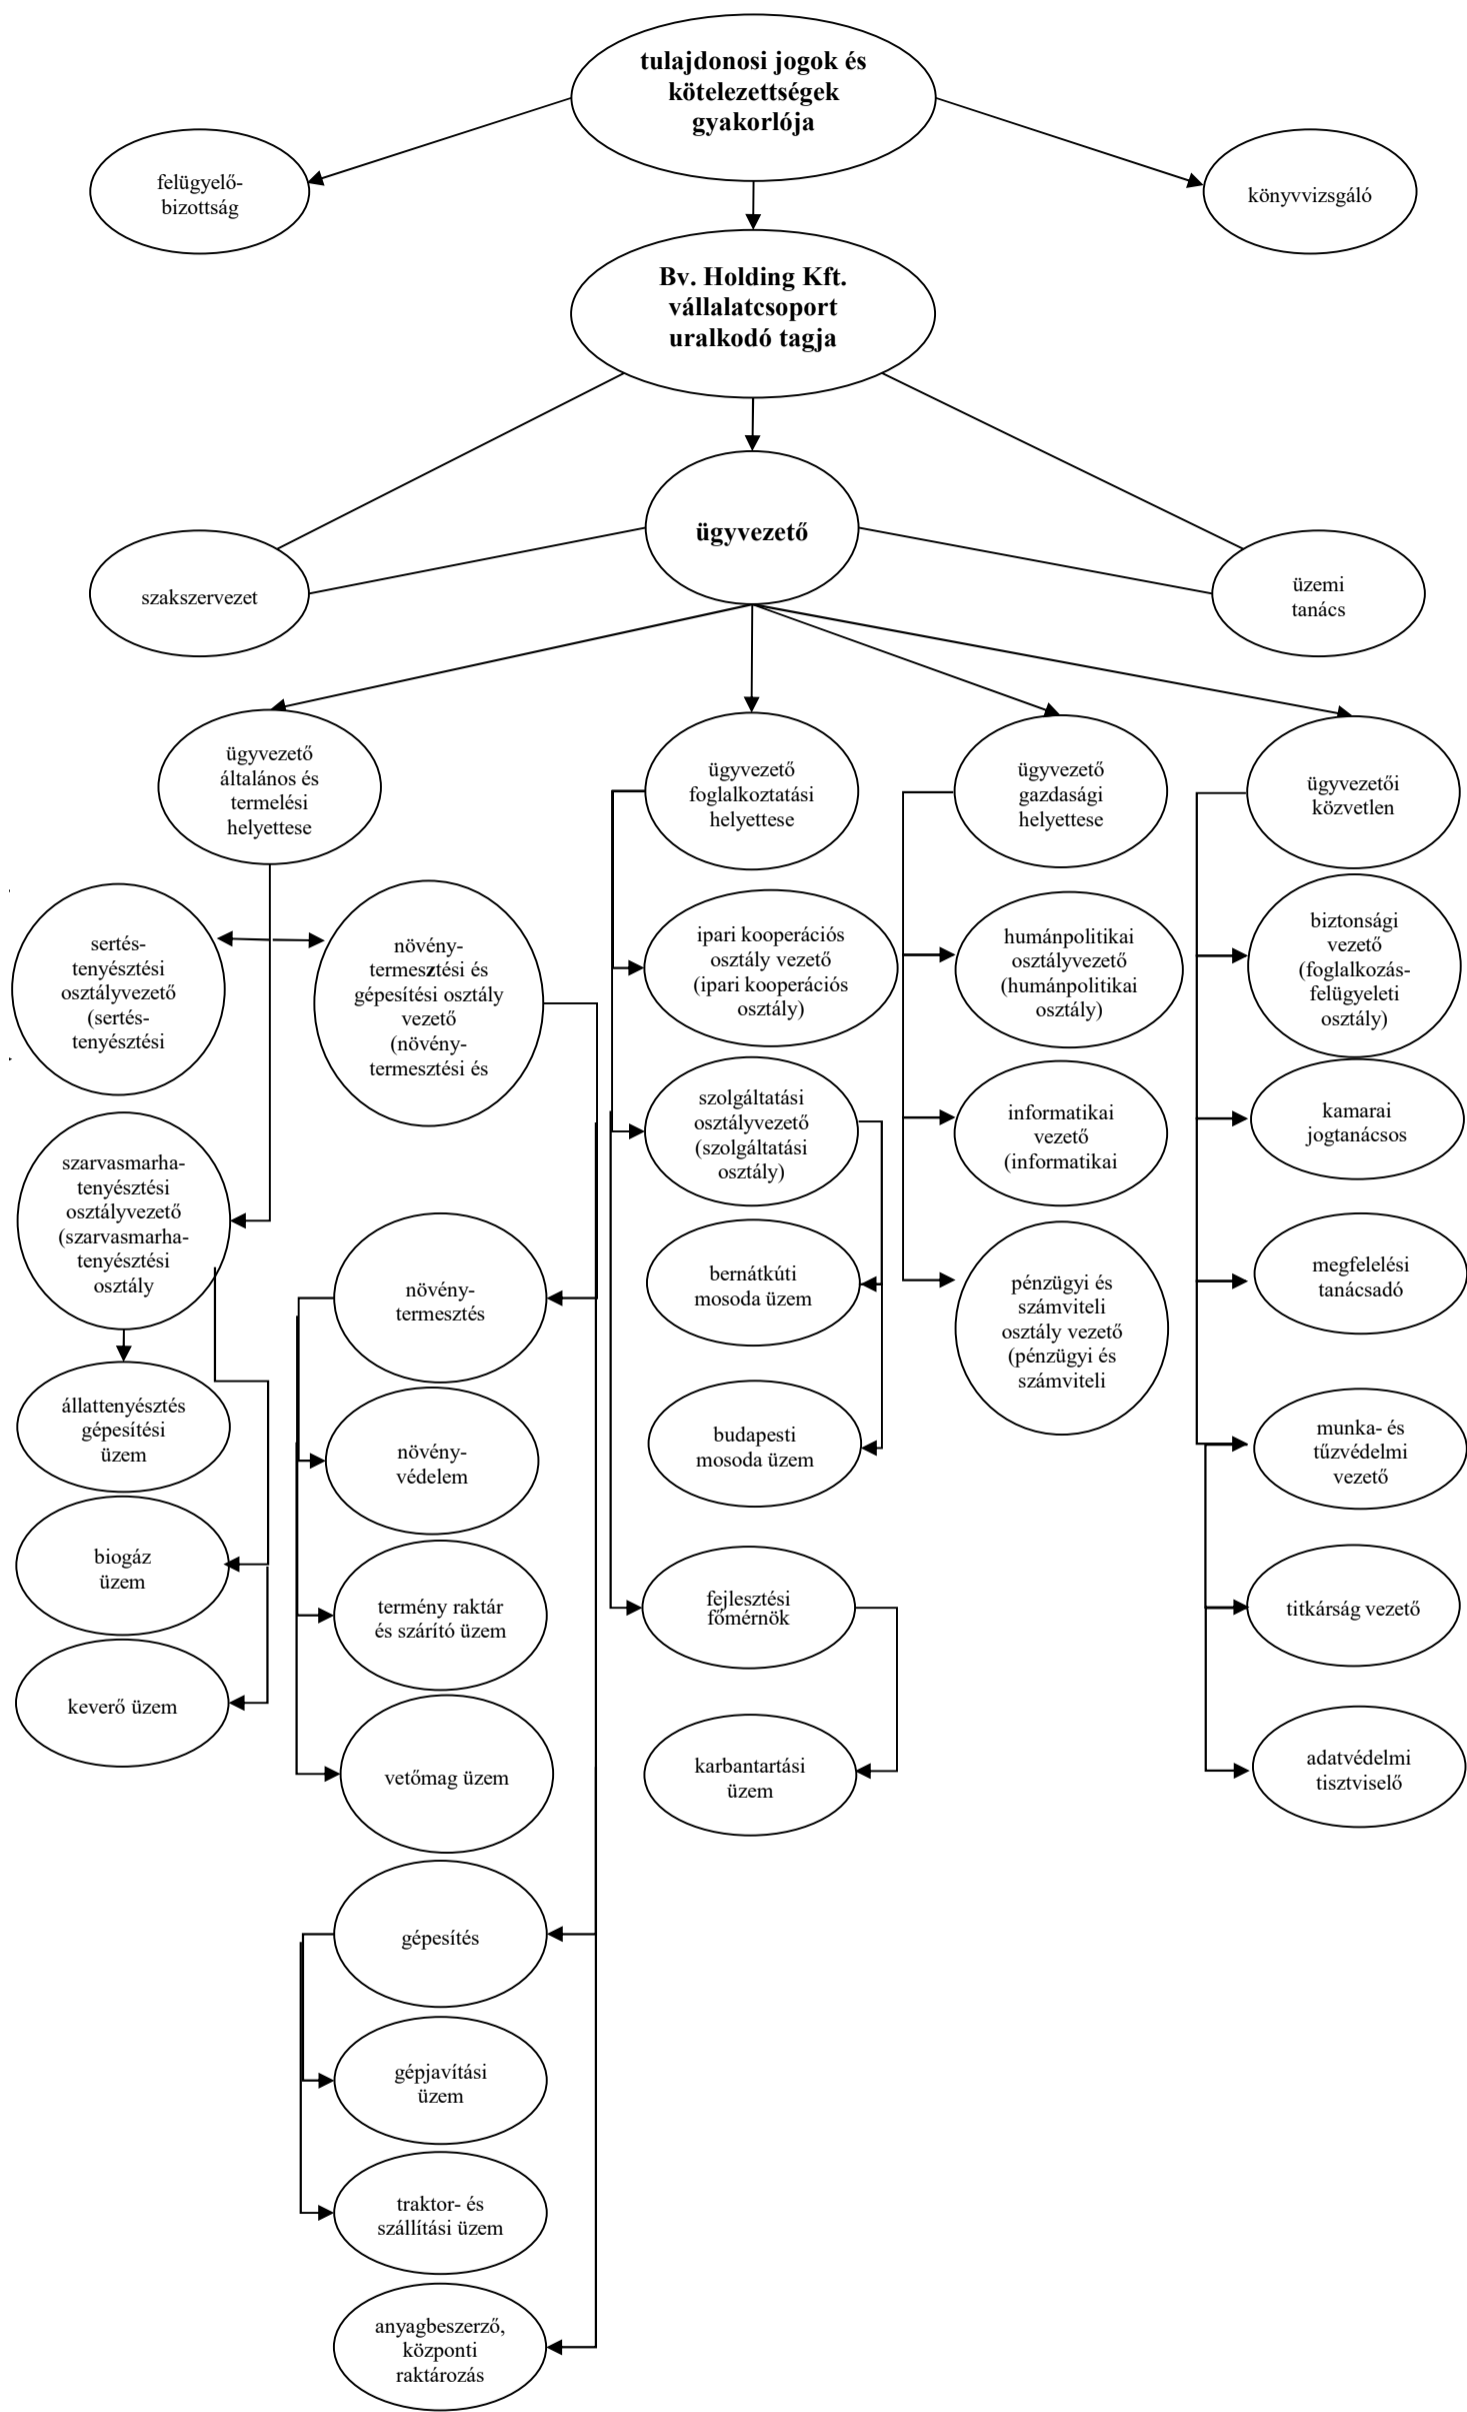 tulajdonosi jogok és
kötelezettségek
gyakorlója
felügyelő-
bizottság
könyvvizsgáló
Bv. Holding Kft.
vállalatcsoport
uralkodó tagja
ügyvezető
szakszervezet
üzemi
tanács
ügyvezető
általános és
termelési
helyettese
ügyvezető
foglalkoztatási
helyettese
ügyvezető
gazdasági
helyettese
ügyvezetői
közvetlen
sertés-
tenyésztési
osztályvezető
(sertés-
tenyésztési
növény-
termesztési és
gépesítési osztály
vezető
(növény-
termesztési és
ipari kooperációs
osztály vezető
(ipari kooperációs
osztály)
humánpolitikai
osztályvezető
(humánpolitikai
osztály)
biztonsági
vezető
(foglalkozás-
felügyeleti
osztály)
szarvasmarha-
tenyésztési
osztályvezető
(szarvasmarha-
tenyésztési
osztály
szolgáltatási
osztályvezető
(szolgáltatási
osztály)
informatikai
vezető
(informatikai
kamarai
jogtanácsos
növény-
termesztés
bernátkúti
mosoda üzem
pénzügyi és
számviteli
osztály vezető
(pénzügyi és
számviteli
megfelelési
tanácsadó
állattenyésztés
gépesítési
üzem
növény-
védelem
budapesti
mosoda üzem
munka- és
tűzvédelmi
vezető
biogáz
üzem
termény raktár
és szárító üzem
fejlesztési
főmérnök
titkárság vezető
keverő üzem
vetőmag üzem
karbantartási
üzem
adatvédelmi
tisztviselő
gépesítés
gépjavítási
üzem
traktor- és
szállítási üzem
anyagbeszerző,
központi
raktározás